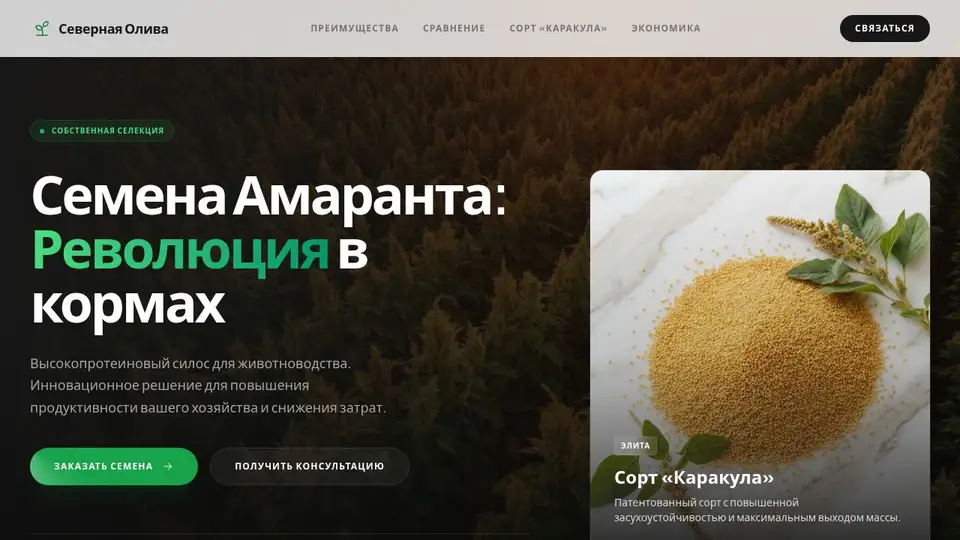 Северная Олива
ПРЕИМУЩЕСТВА
СРАВНЕНИЕ
СОРТ «КАРАКУЛА»
ЭКОНОМИКА
СВЯЗАТЬСЯ
СОБСТВЕННАЯ СЕЛЕКЦИЯ
Семена Амаранта:
Революция в
кормах
Высокопротеиновый силос для животноводства.
Инновационное решение для повышения
продуктивности вашего хозяйства и снижения затрат.
ЗАКАЗАТЬ СЕМЕНА →
ПОЛУЧИТЬ КОНСУЛЬТАЦИЮ
ЭЛИТА
Сорт «Каракула»
Патентованный сорт с повышенной
засухоустойчивостью и максимальным выходом массы.